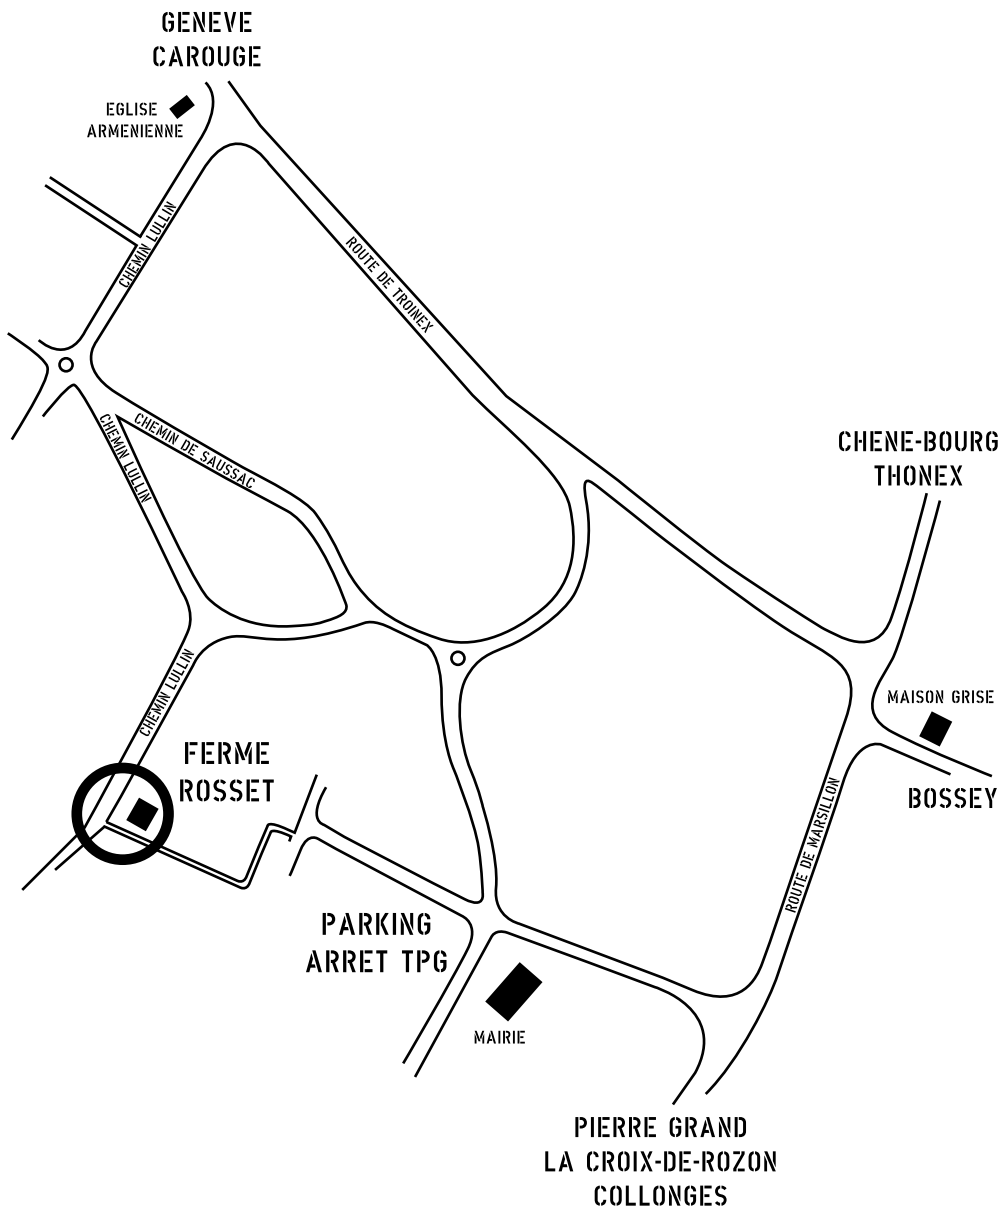 GENEVE
CAROUGE
EGLISE
ARMENIENNE
CHEMIN LULLIN
ROUTE DE TROINEX
CHEMIN LULLIN
CHEMIN DE SAUSSAC
CHENE-BOURG
THONEX
CHEMIN LULLIN
MAISON GRISE
FERME
ROSSET
BOSSEY
ROUTE DE MARSILLON
PARKING
ARRET TPG
MAIRIE
PIERRE GRAND
LA CROIX-DE-ROZON
COLLONGES